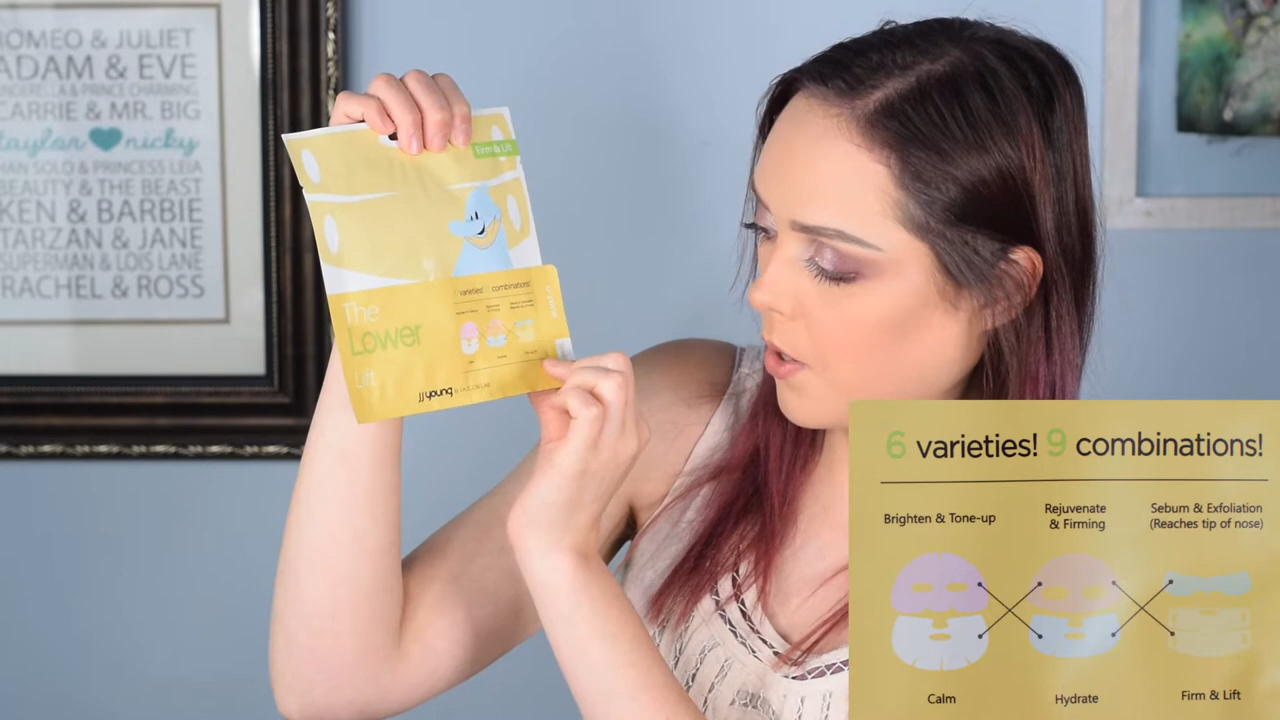 ROMEO & JULIET
ADAM & EVE
CINDERELLA & PRINCE CHARMING
CARRIE & MR. BIG
taylor nicky
HAN SOLO & PRINCESS LEIA
BEAUTY & THE BEAST
KEN & BARBIE
TARZAN & JANE
SUPERMAN & LOIS LANE
RACHEL & ROSS
Firm & Lift
varieties! combinations!
The
Lower
Lift
jj young
6 varieties! 9 combinations!
Brighten & Tone-up
Rejuvenate
& Firming
Sebum & Exfoliation
(Reaches tip of nose)
Calm
Hydrate
Firm & Lift